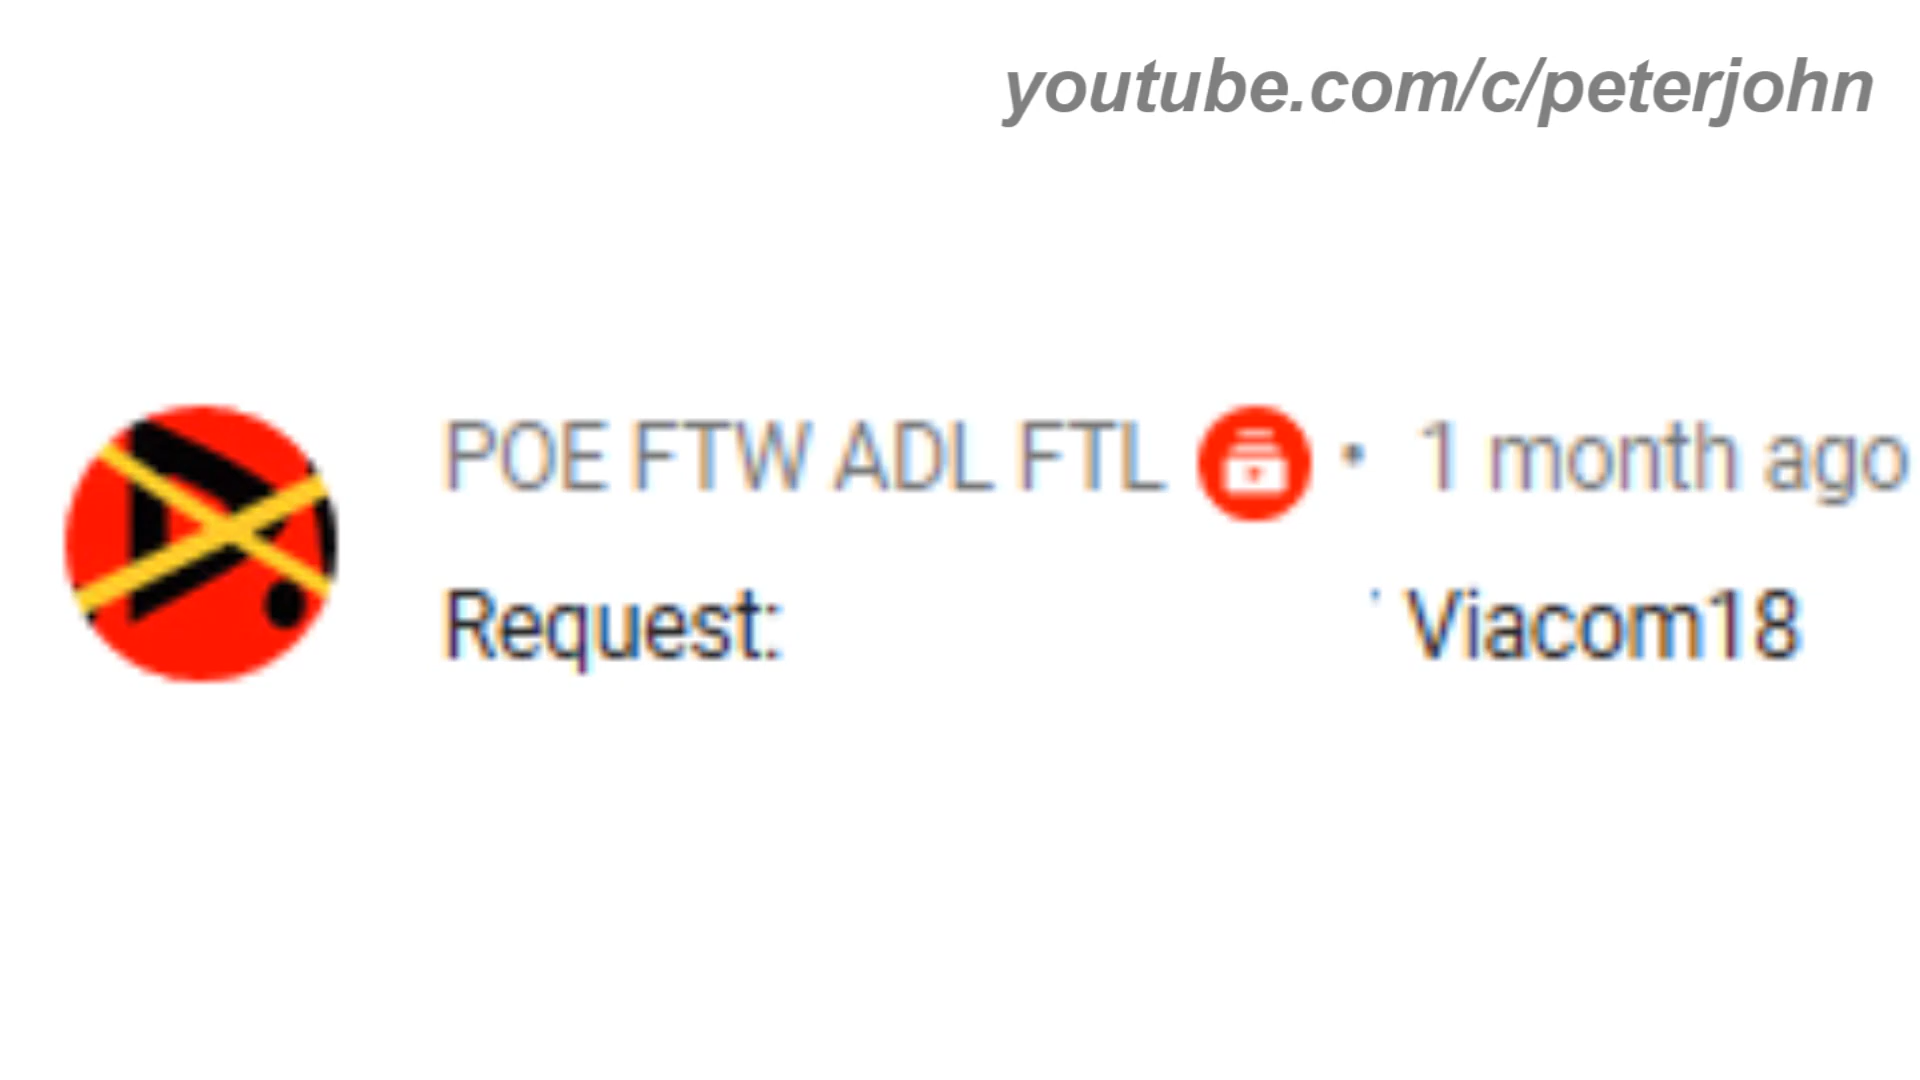 youtube.com/c/peterjohn
POE FTW ADL FTL • 1 month ago
Request: Viacom18